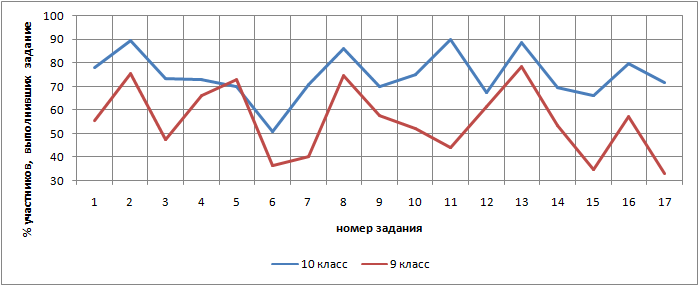 % участников, выполнивших задание
100
90
80
70
60
50
40
30
1 2 3 4 5 6 7 8 9 10 11 12 13 14 15 16 17
номер задания
10 класс 9 класс